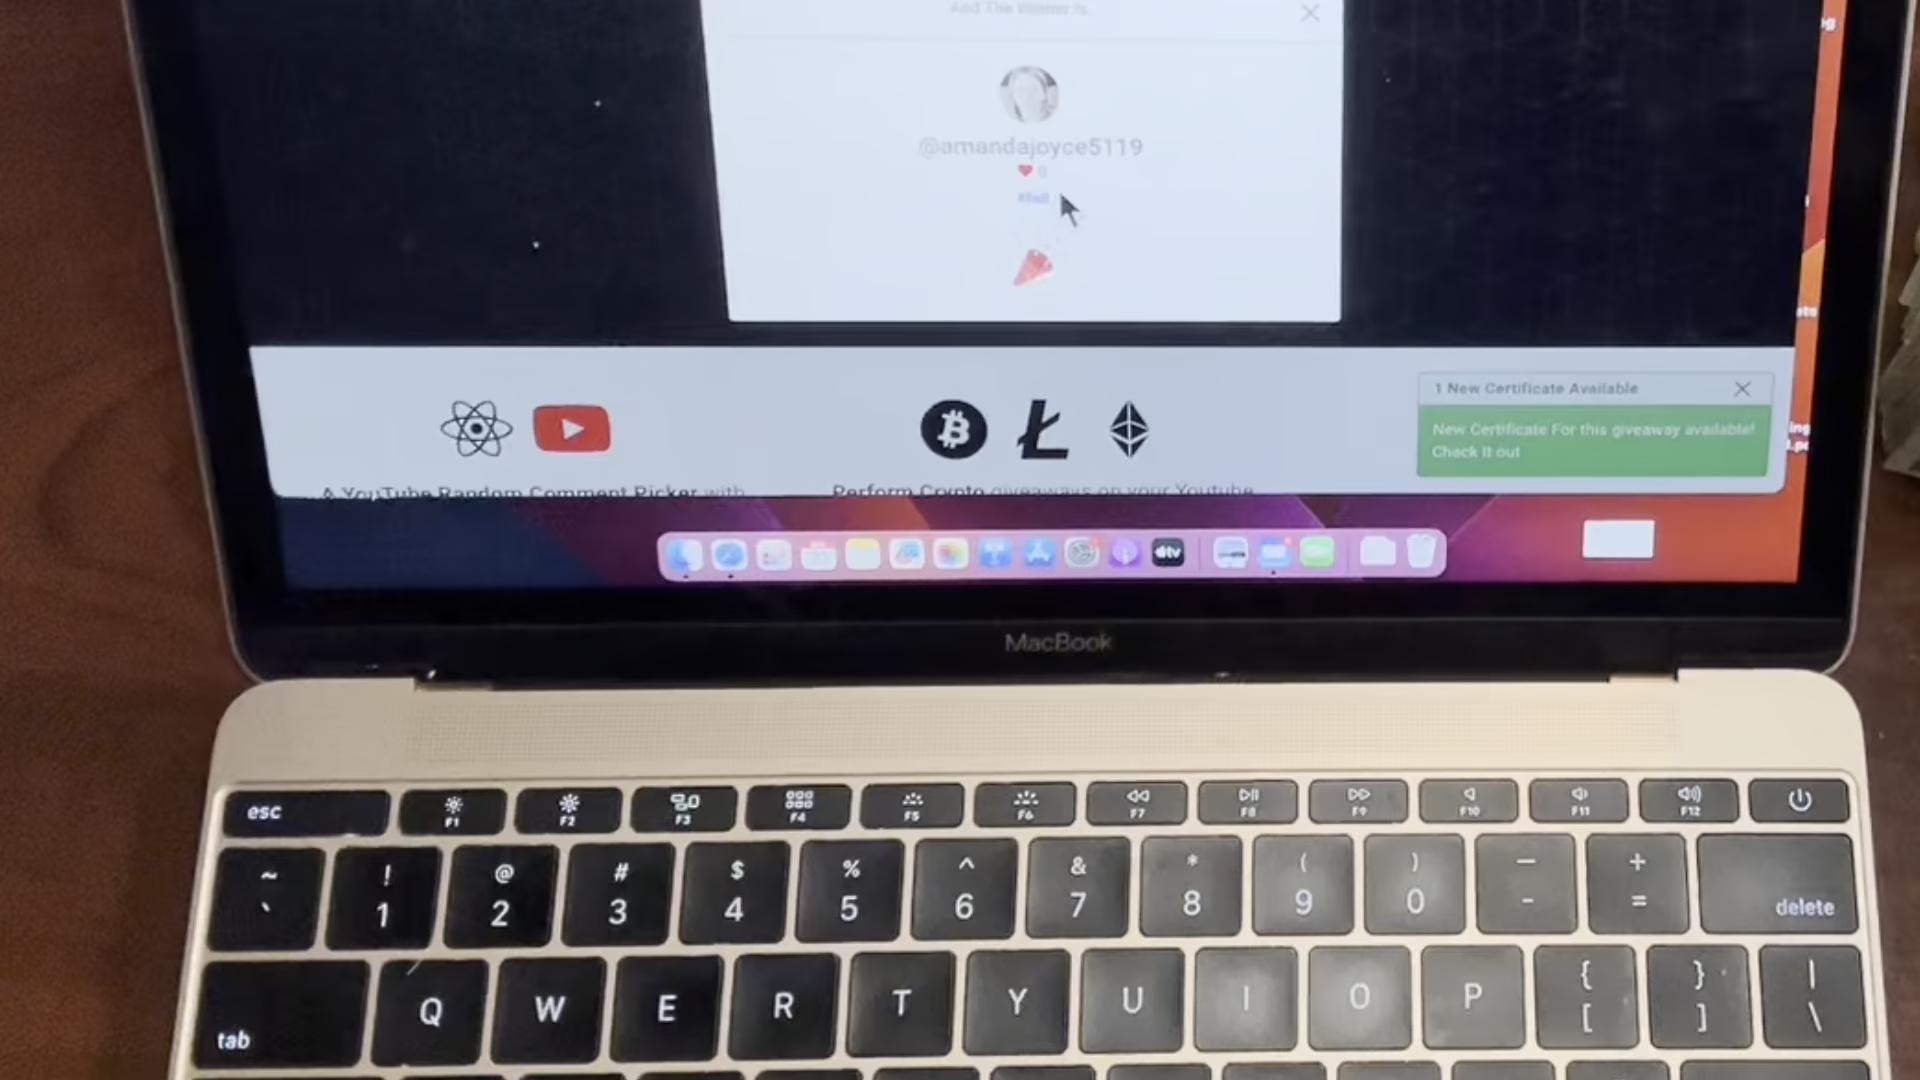 And The Winner Is..
@amandajoyce5119
1 New Certificate Available
New Certificate For this giveaway available!
Check It out
A YouTube Random Comment Picker with
Perform Crypto giveaways on your Youtube
tv
MacBook
esc F1 F2 F3 F4 F5 F6 F7 F8 F9 F10 F11 F12
~ ! @ # $ % ^ & * ( ) — +
` 1 2 3 4 5 6 7 8 9 0 - = delete
tab Q W E R T Y U I O P { } |
[ ] \